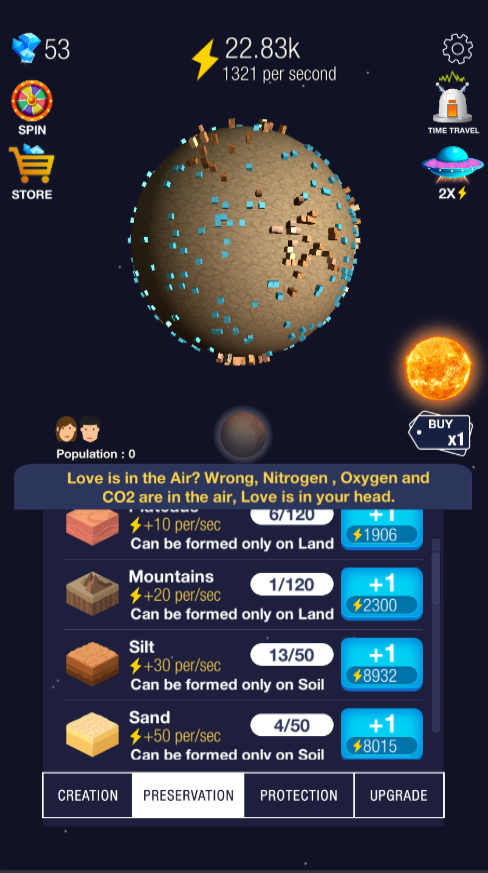 53
22.83k
1321 per second
SPIN
TIME TRAVEL
STORE
2X
BUY
x1
Population : 0
Love is in the Air? Wrong, Nitrogen , Oxygen and
CO2 are in the air, Love is in your head.
Plateaus
6/120
+1
+10 per/sec
1906
Can be formed only on Land
Mountains
1/120
+1
+20 per/sec
2300
Can be formed only on Land
Silt
13/50
+1
+30 per/sec
8932
Can be formed only on Soil
Sand
4/50
+1
+50 per/sec
8015
Can be formed only on Soil
CREATION
PRESERVATION
PROTECTION
UPGRADE